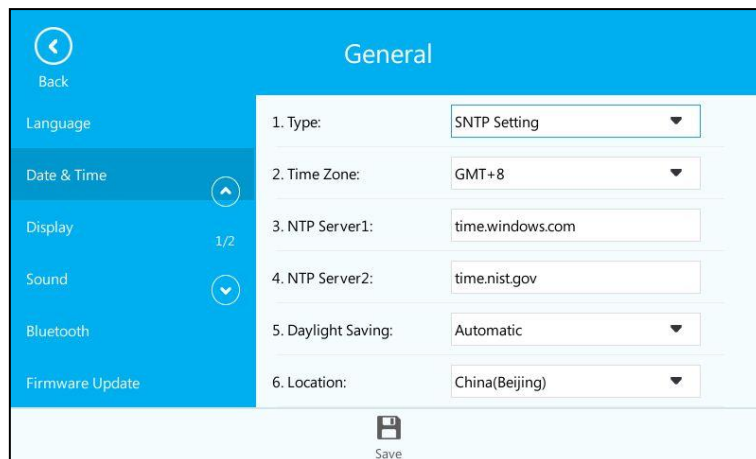 General
Back
Language
Date & Time
Display
1/2
Sound
Bluetooth
Firmware Update
1. Type: SNTP Setting
2. Time Zone: GMT+8
3. NTP Server1: time.windows.com
4. NTP Server2: time.nist.gov
5. Daylight Saving: Automatic
6. Location: China(Beijing)
Save